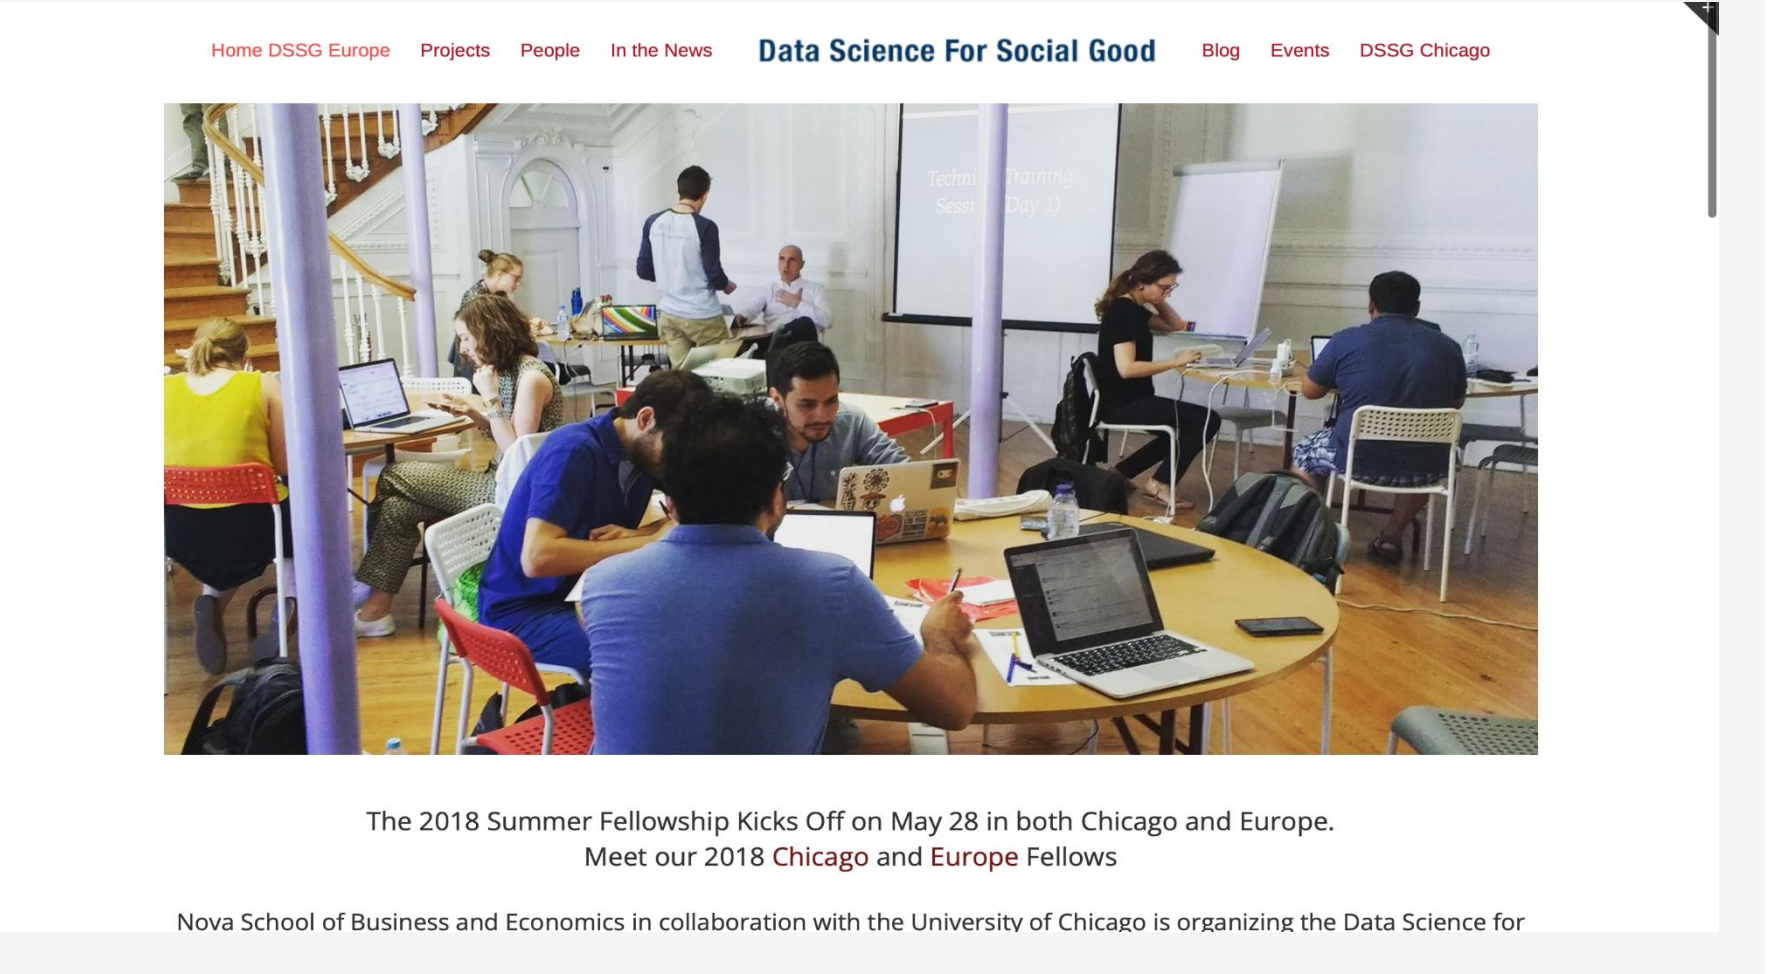 Home DSSG Europe Projects People In the News Data Science For Social Good Blog Events DSSG Chicago
Techni Training
Sessi Day 1)
The 2018 Summer Fellowship Kicks Off on May 28 in both Chicago and Europe.
Meet our 2018 Chicago and Europe Fellows
Nova School of Business and Economics in collaboration with the University of Chicago is organizing the Data Science for